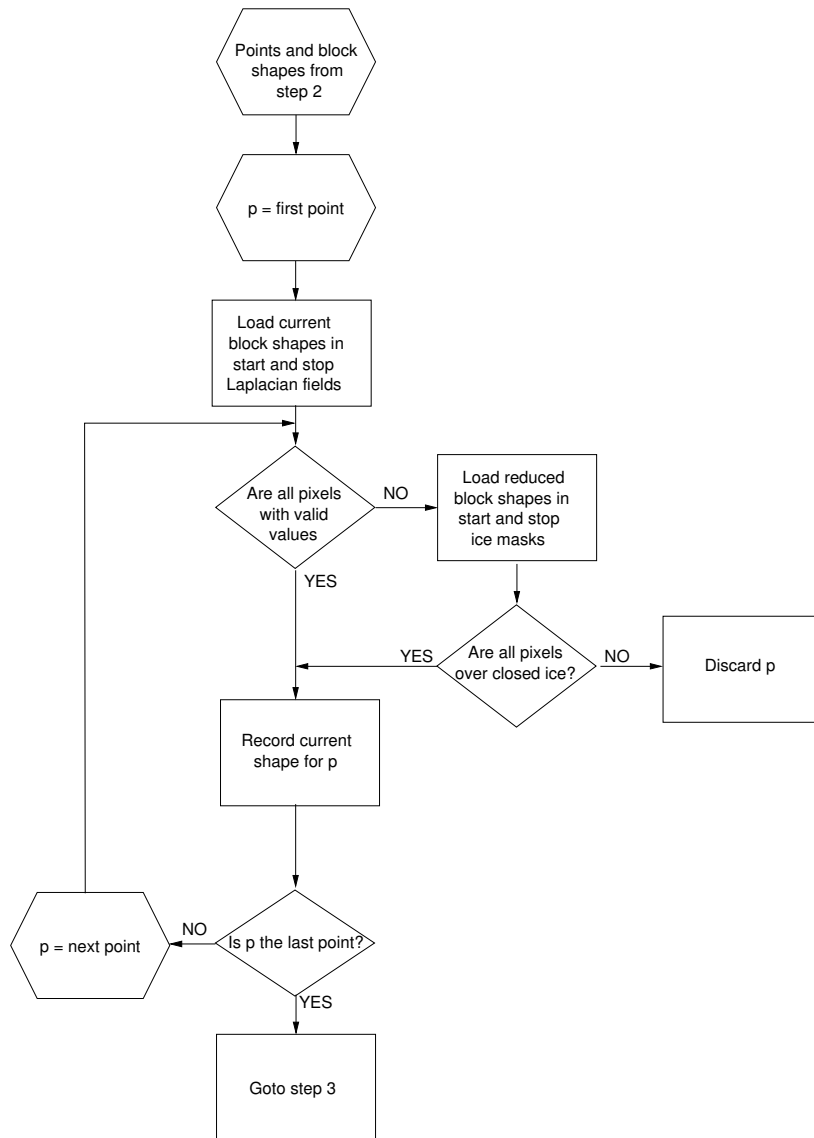 Points and block
shapes from
step 2
p = first point
Load current
block shapes in
start and stop
Laplacian fields
Are all pixels
with valid
values
NO
Load reduced
block shapes in
start and stop
ice masks
YES
Are all pixels
over closed ice?
YES
NO
Discard p
Record current
shape for p
Is p the last point?
NO
p = next point
YES
Goto step 3